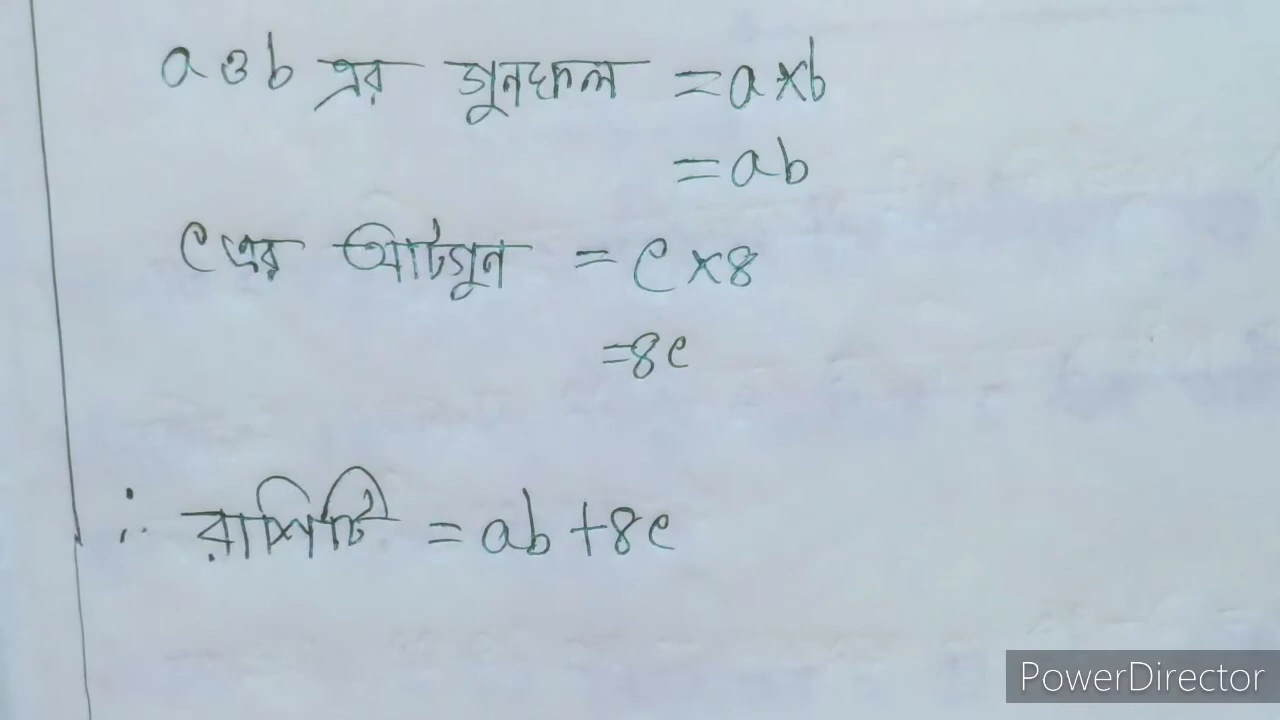 a ও b এর গুনফল = a × b
= ab
c এর আটগুন = c × 8
= 8c
∴ রাশিটি = ab + 8c
PowerDirector